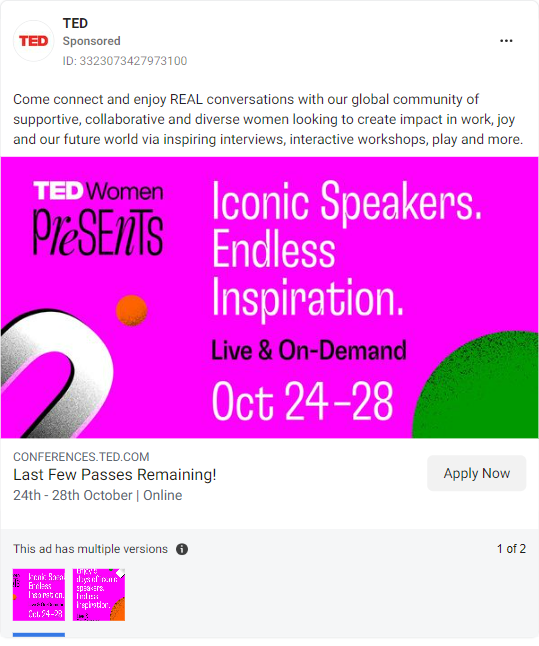 TED
TED
Sponsored
ID: 3323073427973100
Come connect and enjoy REAL conversations with our global community of
supportive, collaborative and diverse women looking to create impact in work, joy
and our future world via inspiring interviews, interactive workshops, play and more.
TEDWomen
PreSENTs
Iconic Speakers.
Endless
Inspiration.
Live & On-Demand
Oct 24–28
CONFERENCES.TED.COM
Last Few Passes Remaining!
24th - 28th October | Online
Apply Now
This ad has multiple versions
1 of 2
Iconic Spea
Endless
Inspiration.
Oct 24–28
days of iconic
speakers.
Endless
Inspiration.